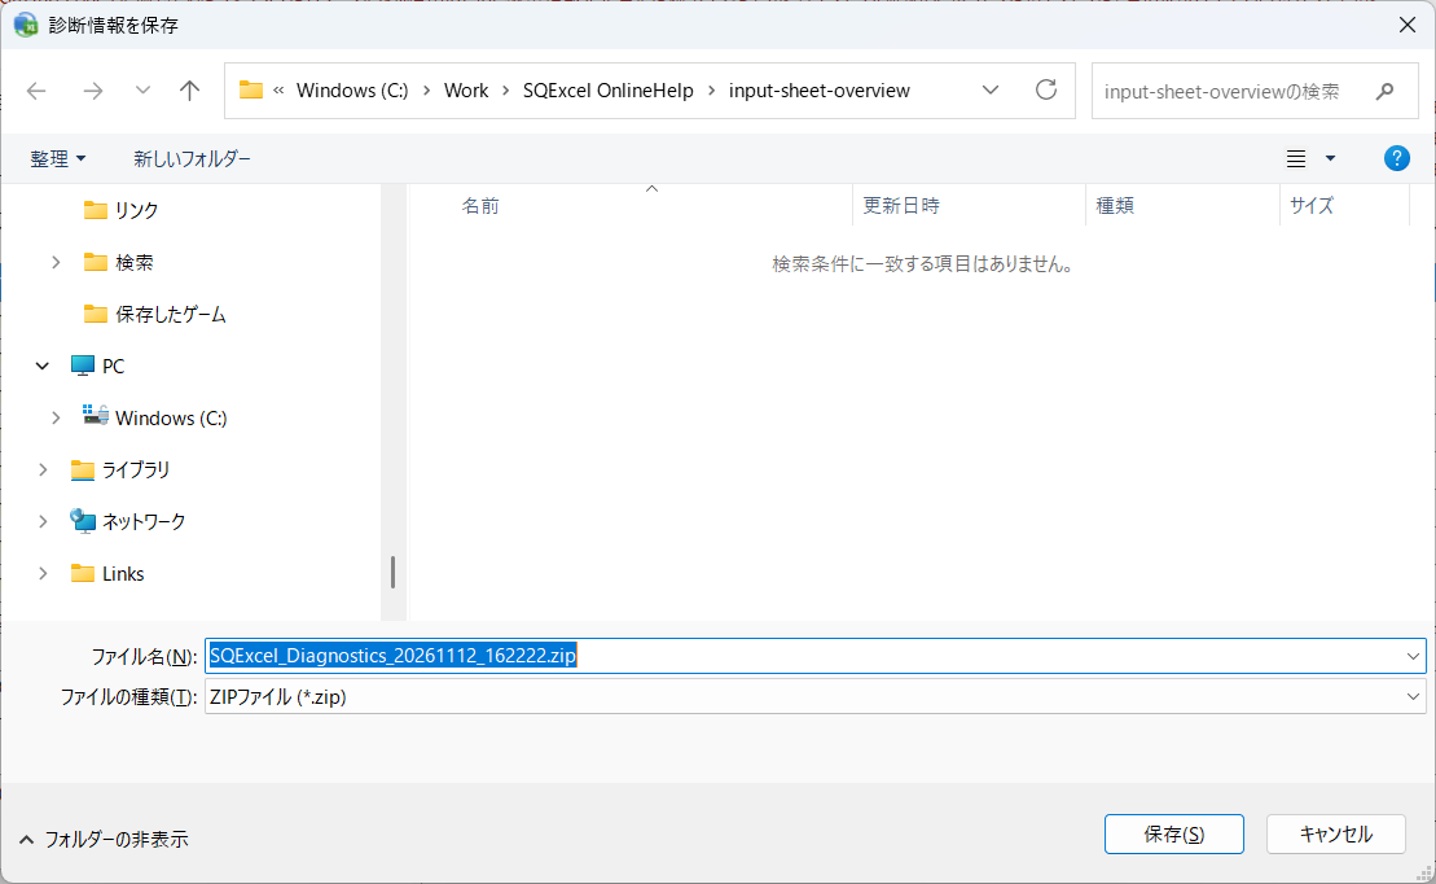 診断情報を保存
« Windows (C:) › Work › SQExcel OnlineHelp › input-sheet-overview
input-sheet-overviewの検索
整理 新しいフォルダー
名前 更新日時 種類 サイズ
検索条件に一致する項目はありません。
リンク
検索
保存したゲーム
PC
Windows (C:)
ライブラリ
ネットワーク
Links
ファイル名(N): SQExcel_Diagnostics_20261112_162222.zip
ファイルの種類(T): ZIPファイル (*.zip)
フォルダーの非表示
保存(S) キャンセル